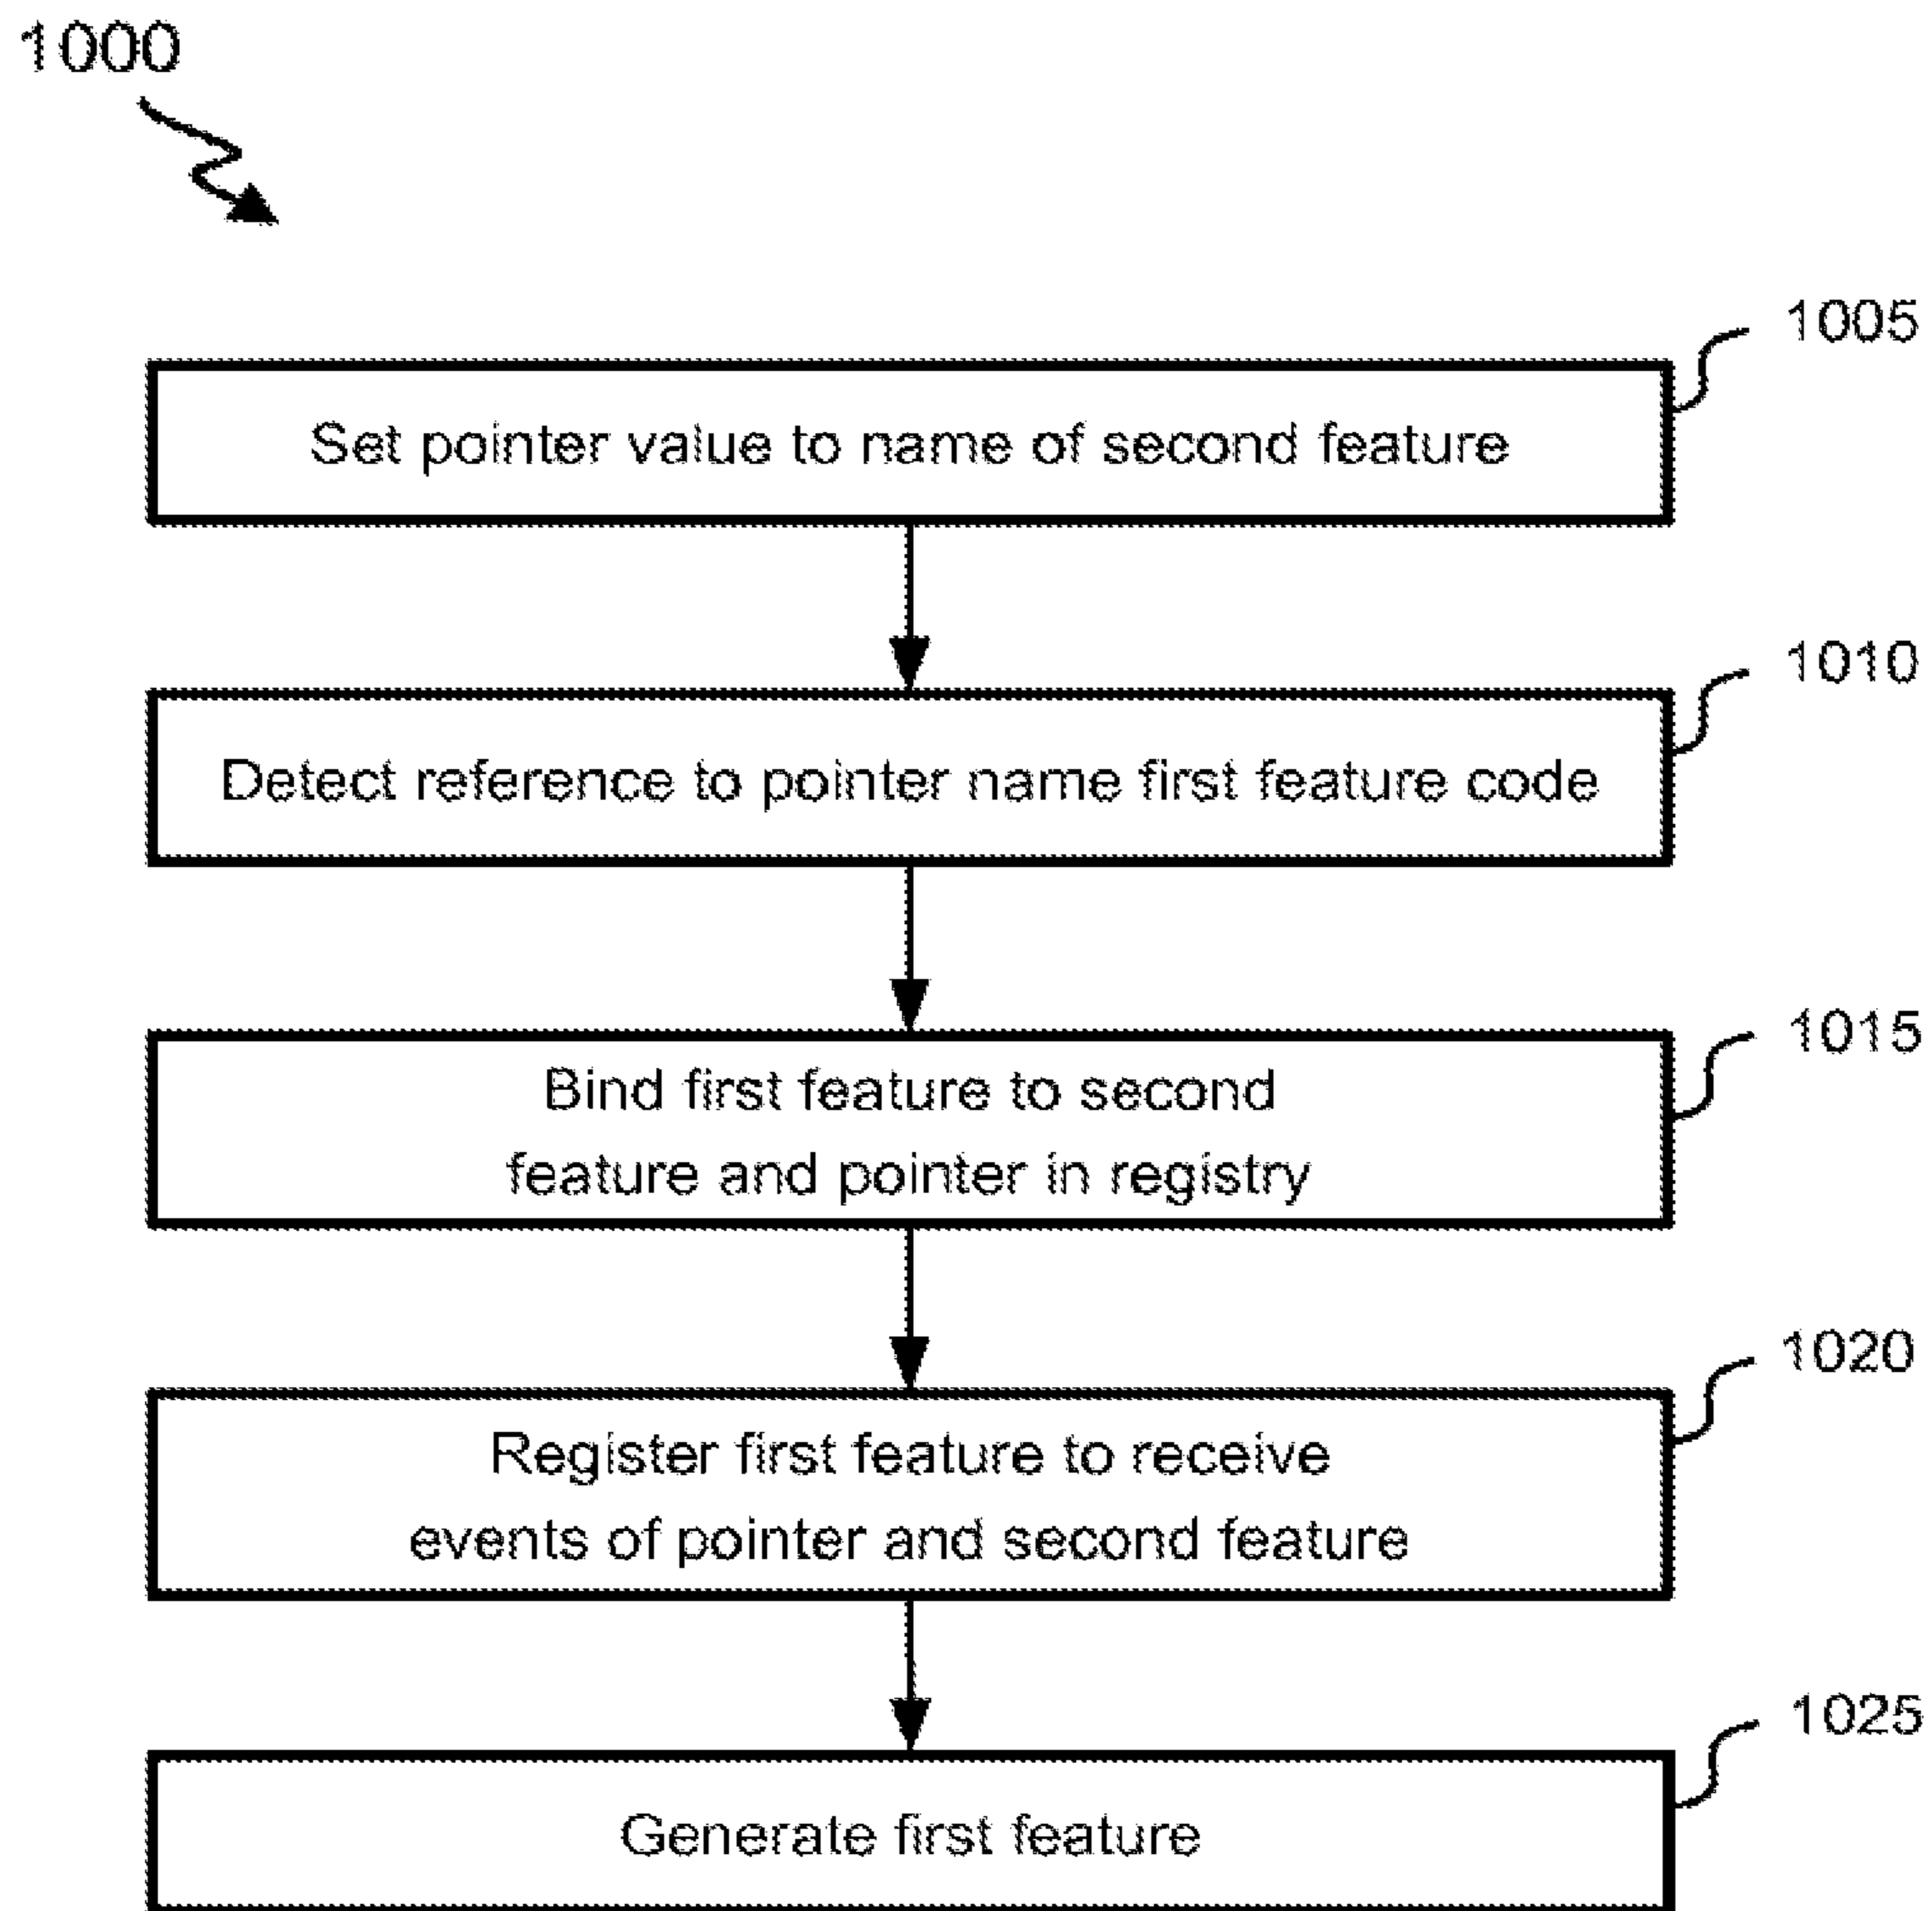 1000
1005
Set pointer value to name of second feature
1010
Detect reference to pointer name first feature code
1015
Bind first feature to second
feature and pointer in registry
1020
Register first feature to receive
events of pointer and second feature
1025
Generate first feature